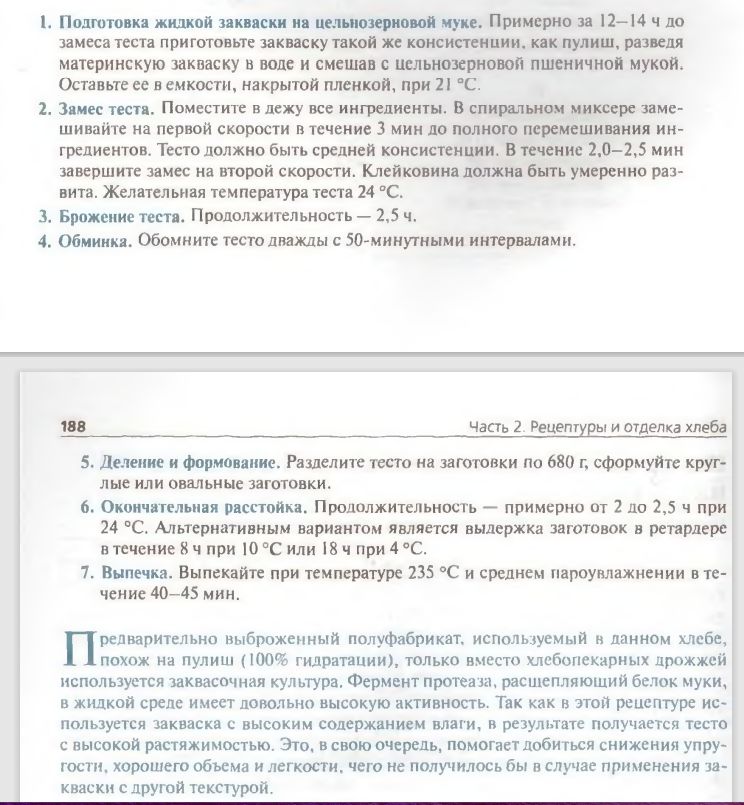 1. Подготовка жидкой закваски на цельнозерновой муке. Примерно за 12–14 ч до
замеса теста приготовьте закваску такой же консистенции, как пулиш, разведя
материнскую закваску в воде и смешав с цельнозерновой пшеничной мукой.
Оставьте ее в емкости, накрытой пленкой, при 21 °С.
2. Замес теста. Поместите в дежу все ингредиенты. В спиральном миксере заме-
шивайте на первой скорости в течение 3 мин до полного перемешивания ин-
гредиентов. Тесто должно быть средней консистенции. В течение 2,0–2,5 мин
завершите замес на второй скорости. Клейковина должна быть умеренно раз-
вита. Желательная температура теста 24 °С.
3. Брожение теста. Продолжительность — 2,5 ч.
4. Обминка. Обомните тесто дважды с 50-минутными интервалами.
188 Часть 2. Рецептуры и отделка хлеба
5. Деление и формование. Разделите тесто на заготовки по 680 г, сформуйте круг-
лые или овальные заготовки.
6. Окончательная расстойка. Продолжительность — примерно от 2 до 2,5 ч при
24 °С. Альтернативным вариантом является выдержка заготовок в ретардере
в течение 8 ч при 10 °С или 18 ч при 4 °С.
7. Выпечка. Выпекайте при температуре 235 °С и среднем пароувлажнении в те-
чение 40–45 мин.
Предварительно выброженный полуфабрикат, используемый в данном хлебе,
похож на пулиш (100% гидратации), только вместо хлебопекарных дрожжей
используется заквасочная культура. Фермент протеаза, расщепляющий белок муки,
в жидкой среде имеет довольно высокую активность. Так как в этой рецептуре ис-
пользуется закваска с высоким содержанием влаги, в результате получается тесто
с высокой растяжимостью. Это, в свою очередь, помогает добиться снижения упру-
гости, хорошего объема и легкости, чего не получилось бы в случае применения за-
кваски с другой текстурой.